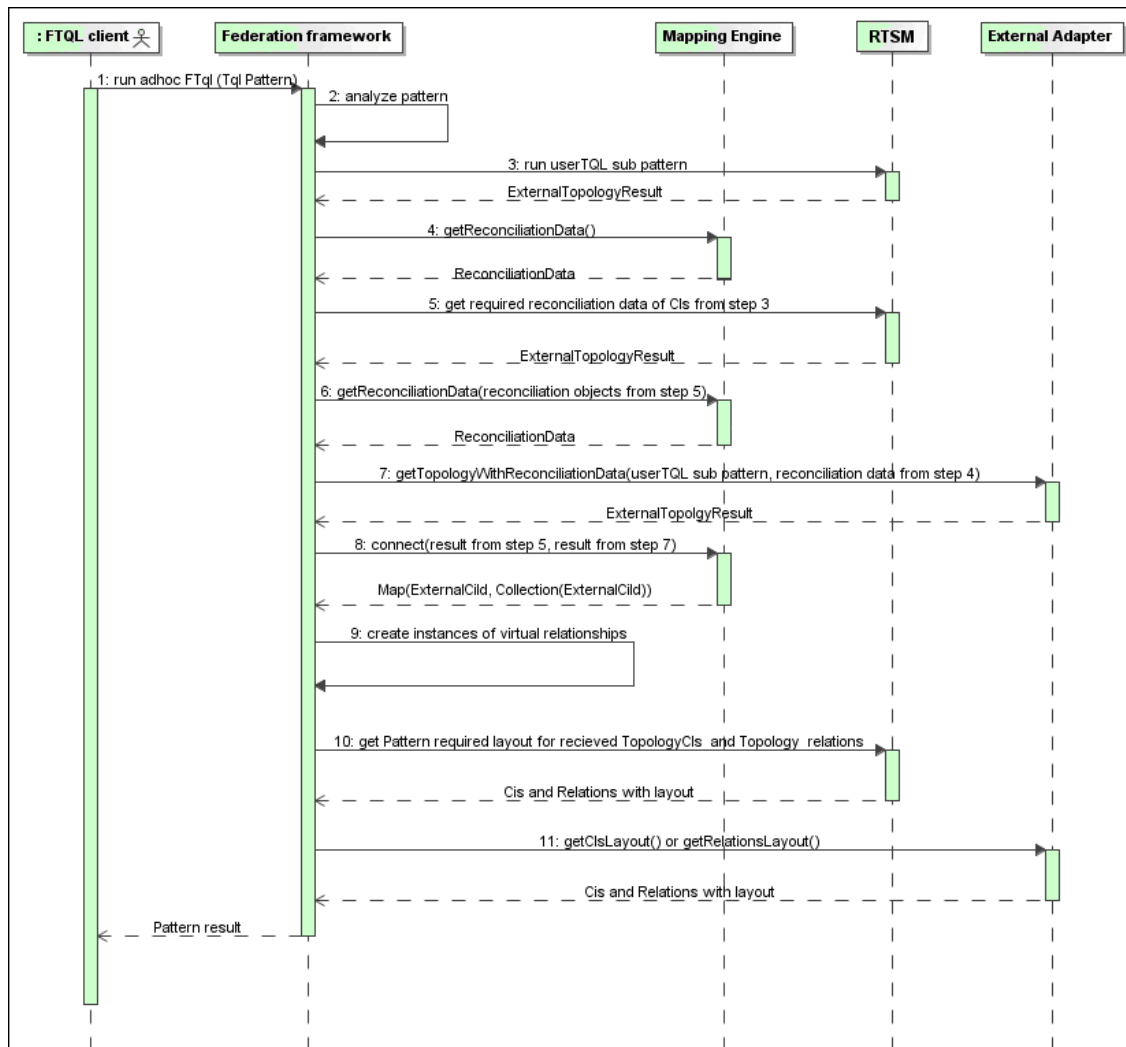 : FTQL client
Federation framework
Mapping Engine
RTSM
External Adapter
1: run adhoc FTql (Tql Pattern)
2: analyze pattern
3: run userTQL sub pattern
ExternalTopologyResult
4: getReconciliationData()
ReconciliationData
5: get required reconciliation data of CIs from step 3
ExternalTopologyResult
6: getReconciliationData(reconciliation objects from step 5)
ReconciliationData
7: getTopologyWithReconciliationData(userTQL sub pattern, reconciliation data from step 4)
ExternalTopolgyResult
8: connect(result from step 5, result from step 7)
Map(ExternalCiId, Collection(ExternalCiId))
9: create instances of virtual relationships
10: get Pattern required layout for recieved TopologyCIs and Topology relations
Cis and Relations with layout
11: getCIsLayout() or getRelationsLayout()
Cis and Relations with layout
Pattern result